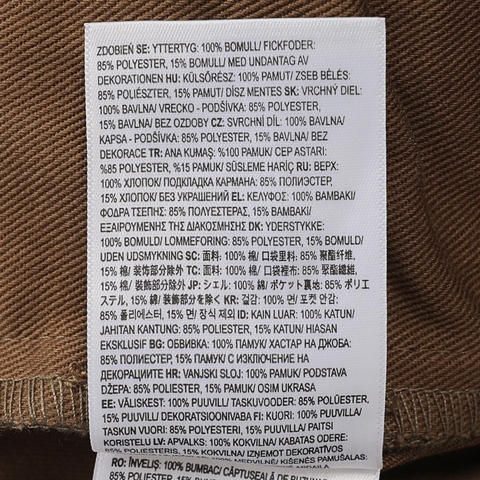 ZDOBIEŃ SE: YTTERTYG: 100% BOMULL/ FICKFODER:
85% POLYESTER, 15% BOMULL/ MED UNDANTAG AV
DEKORATIONEN HU: KÜLSŐRÉSZ: 100% PAMUT/ ZSEB BÉLÉS:
85% POLIÉSZTER, 15% PAMUT/ DÍSZ MENTES SK: VRCHNÝ DIEL:
100% BAVLNA/ VRECKO - PODŠÍVKA: 85% POLYESTER,
15% BAVLNA/ BEZ OZDOBY CZ: SVRCHNÍ DÍL: 100% BAVLNA/
KAPSA - PODŠÍVKA: 85% POLYESTER, 15% BAVLNA/ BEZ
DEKORACE TR: ANA KUMAŞ: %100 PAMUK/ CEP ASTARI:
%85 POLYESTER, %15 PAMUK/ SÜSLEME HARİÇ RU: ВЕРХ:
100% ХЛОПОК/ ПОДКЛАДКА КАРМАНА: 85% ПОЛИЭСТЕР,
15% ХЛОПОК/ БЕЗ УКРАШЕНИЙ EL: ΚΕΛΥΦΟΣ: 100% ΒΑΜΒΑΚΙ/
ΦΟΔΡΑ ΤΣΕΠΗΣ: 85% ΠΟΛΥΕΣΤΕΡΑΣ, 15% ΒΑΜΒΑΚΙ/
ΕΞΑΙΡΟΥΜΕΝΗΣ ΤΗΣ ΔΙΑΚΟΣΜΗΣΗΣ DK: YDERSTYKKE:
100% BOMULD/ LOMMEFORING: 85% POLYESTER, 15% BOMULD/
UDEN UDSMYKNING SC: 面料: 100% 棉/ 口袋里料: 85% 聚酯纤维,
15% 棉/ 装饰部分除外 TC: 面料: 100% 棉/ 口袋裡布: 85% 聚酯纖維,
15% 棉/ 裝飾部分除外 JP: シェル: 100% 綿/ ポケット裏地: 85% ポリエ
ステル, 15% 綿/ 装飾部分を除く KR: 겉감: 100% 면/ 포켓 안감:
85% 폴리에스터, 15% 면/ 장식 제외 ID: KAIN LUAR: 100% KATUN/
JAHITAN KANTUNG: 85% POLIESTER, 15% KATUN/ HIASAN
EKSKLUSIF BG: ОБВИВКА: 100% ПАМУК/ ХАСТАР НА ДЖОБА:
85% ПОЛИЕСТЕР, 15% ПАМУК/ С ИЗКЛЮЧЕНИЕ НА
ДЕКОРАЦИИТЕ HR: VANJSKI SLOJ: 100% PAMUK/ PODSTAVA
DŽEPA: 85% POLIESTER, 15% PAMUK/ OSIM UKRASA
EE: VÄLISKEST: 100% PUUVILL/ TASKUVOODER: 85% POLÜESTER,
15% PUUVILL/ DEKORATSIOONIVABA FI: KUORI: 100% PUUVILLA/
TASKUN VUORI: 85% POLYESTERI, 15% PUUVILLA/ PAITSI
KORISTELU LV: APVALKS: 100% KOKVILNA/ KABATAS ODERE:
100% MEDVILNĖ/ KIŠENĖS PAMUŠALAS:
RO: ÎNVELIŞ: 100% BUMBAC/ CĂPTUŞEALĂ DE
85% POLIESTER, 15%